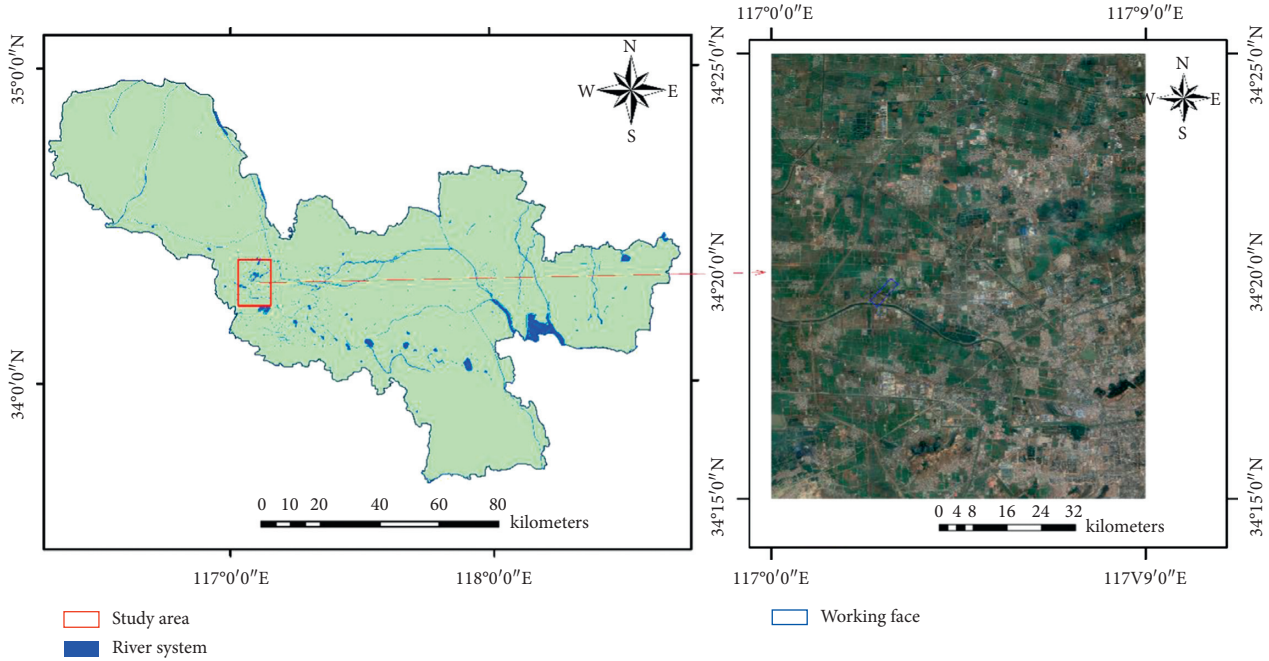 117°0′0″E
117°9′0″E
35°0′0″N
34°0′0″N
N
W
E
S
0 10 20 40 60 80
kilometers
117°0′0″E
118°0′0″E
34°25′0″N
34°20′0″N
34°15′0″N
N
W
E
S
34°25′0″N
34°20′0″N
34°15′0″N
0 4 8 16 24 32
kilometers
117°0′0″E
117V9′0″E
Study area
River system
Working face